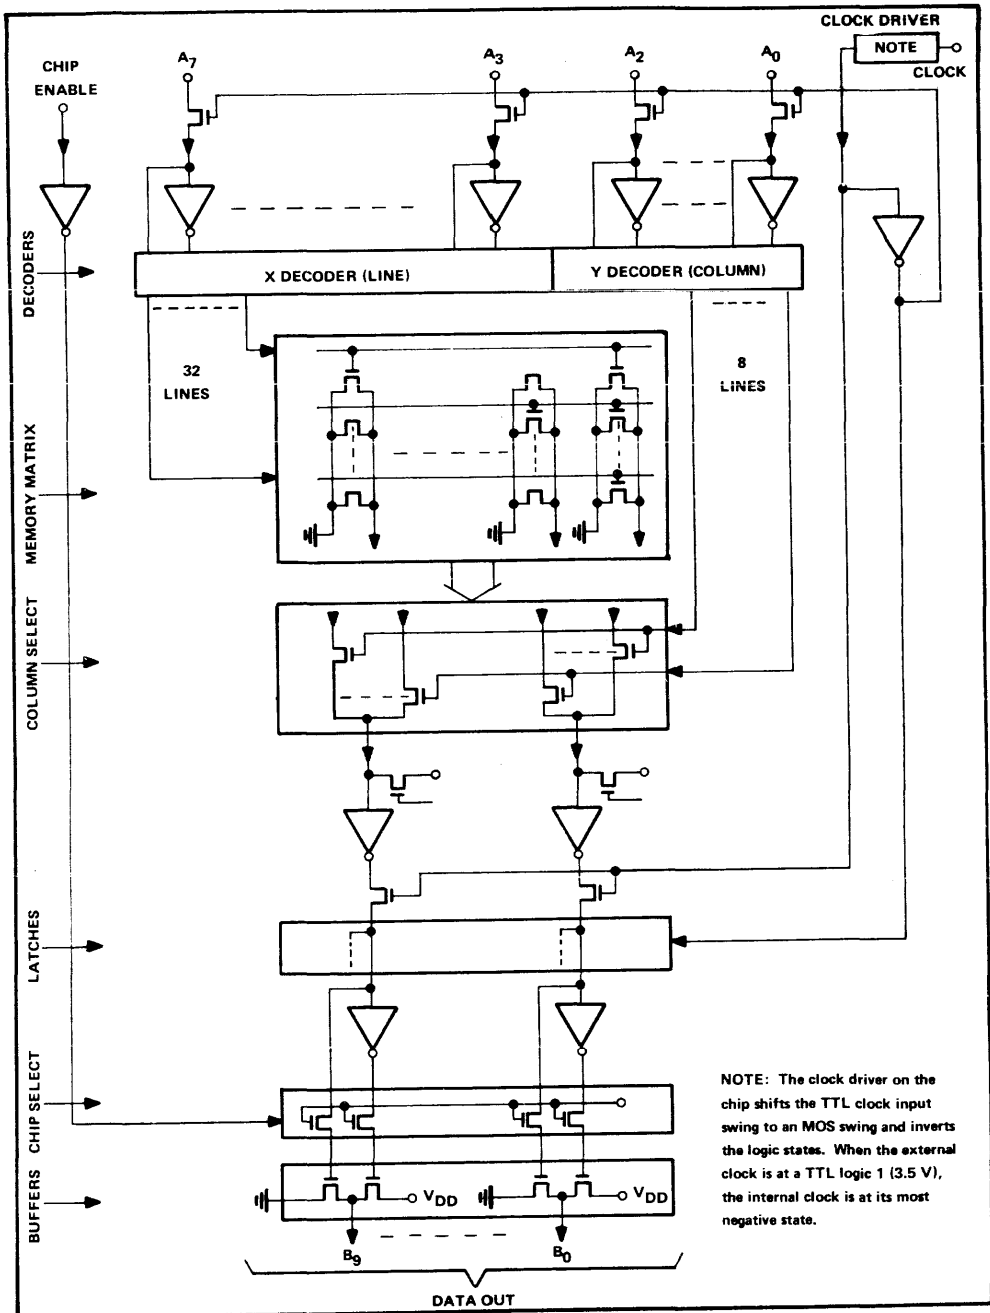 CLOCK DRIVER
NOTE
CLOCK
CHIP
ENABLE
A7
A3
A2
A0
DECODERS
X DECODER (LINE)
Y DECODER (COLUMN)
32
LINES
8
LINES
MEMORY MATRIX
COLUMN SELECT
LATCHES
CHIP SELECT
BUFFERS
VDD
VDD
B9
B0
DATA OUT
NOTE: The clock driver on the
chip shifts the TTL clock input
swing to an MOS swing and inverts
the logic states. When the external
clock is at a TTL logic 1 (3.5 V),
the internal clock is at its most
negative state.